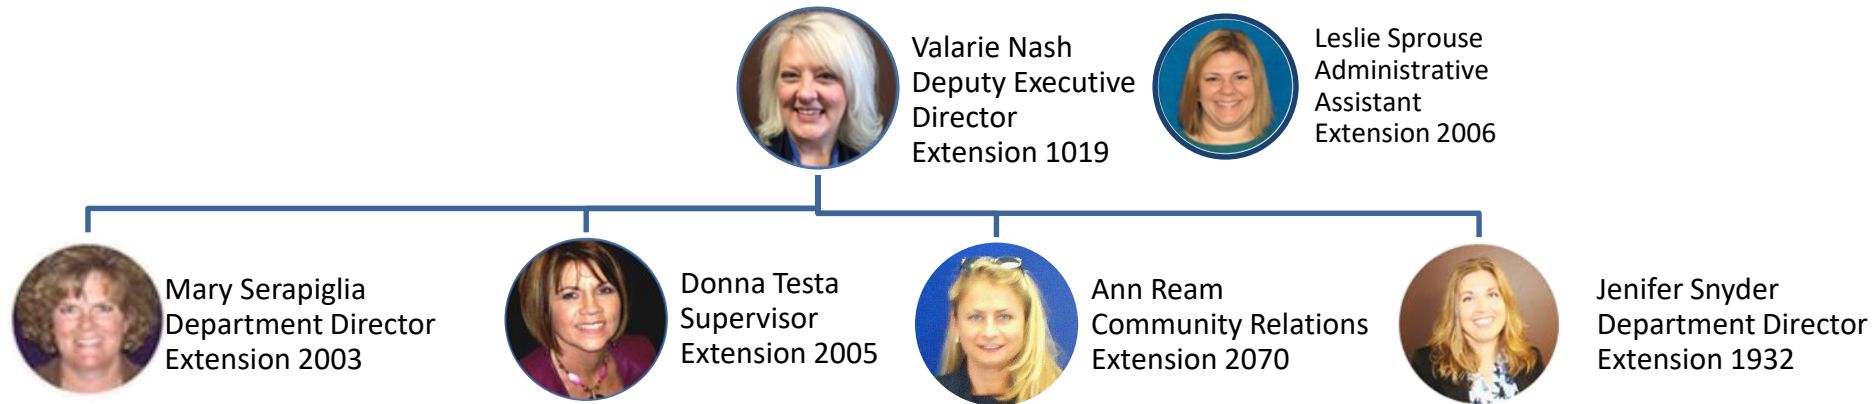 Valarie Nash
Deputy Executive
Director
Extension 1019
Leslie Sprouse
Administrative
Assistant
Extension 2006
Mary Serapiglia
Department Director
Extension 2003
Donna Testa
Supervisor
Extension 2005
Ann Ream
Community Relations
Extension 2070
Jenifer Snyder
Department Director
Extension 1932